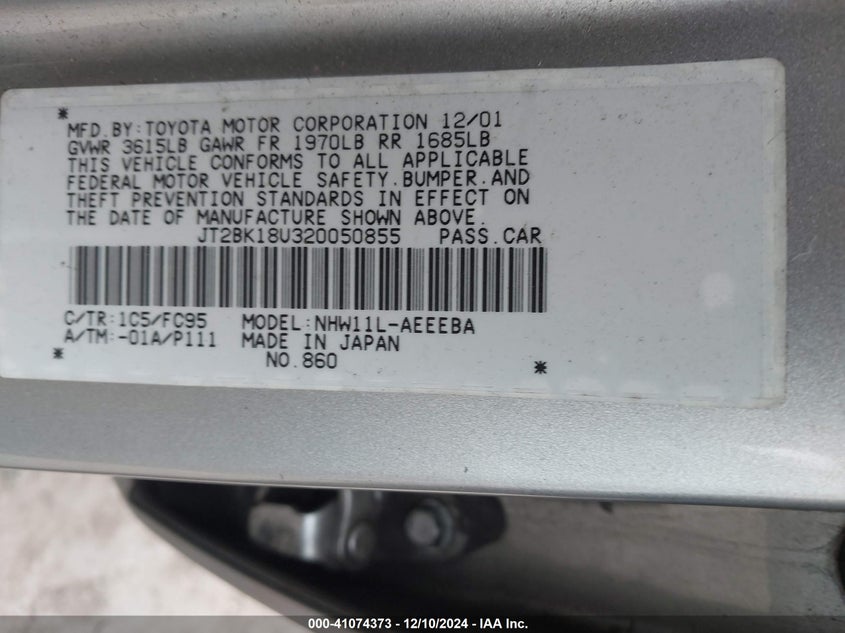 MFD.BY:TOYOTA MOTOR CORPORATION 12/01
GVWR 3615LB GAWR FR 1970LB RR 1685LB
THIS VEHICLE CONFORMS TO ALL APPLICABLE
FEDERAL MOTOR VEHICLE SAFETY.BUMPER.AND
THEFT PREVENTION STANDARDS IN EFFECT ON
THE DATE OF MANUFACTURE SHOWN ABOVE.
JT2BK18U320050855 PASS.CAR
C/TR:1C5/FC95 MODEL:NHW11L-AEEEBA
A/TM:-01A/P111 MADE IN JAPAN
NO.860
000-41074373 - 12/10/2024 - IAA Inc.